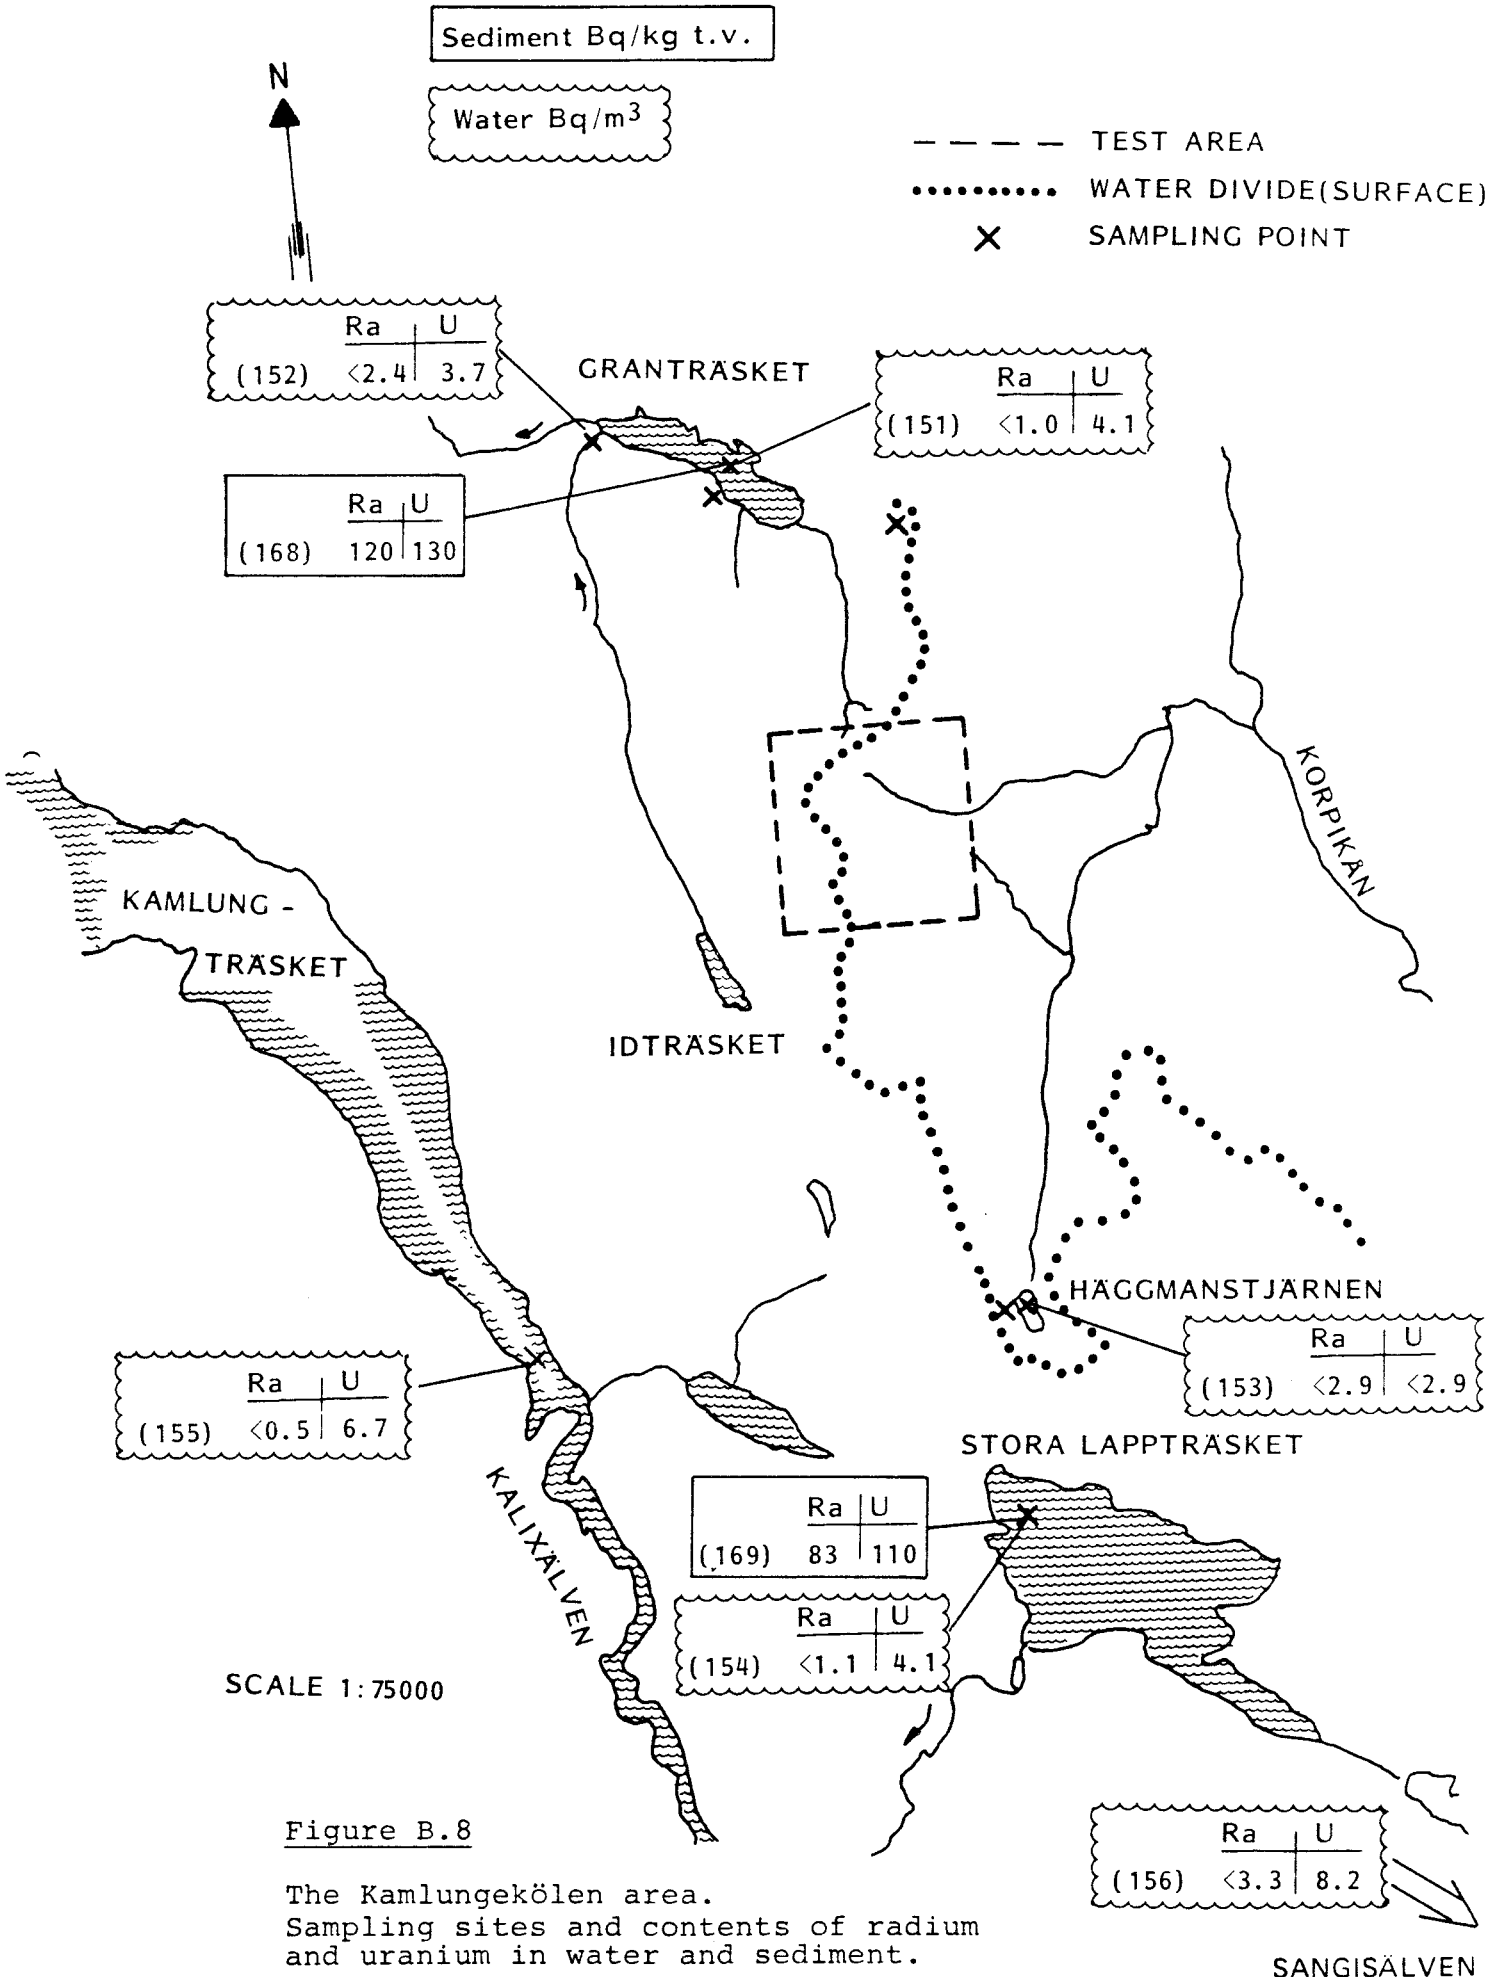 Sediment Bq/kg t.v.
N
Water Bq/m³
TEST AREA
WATER DIVIDE(SURFACE)
SAMPLING POINT
Ra U
(152) <2.4 3.7
GRANTRÄSKET
Ra U
(151) <1.0 4.1
Ra U
(168) 120 130
KORPIKÅN
KAMLUNG-
TRÄSKET
IDTRÄSKET
HÄGGMANSTJÄRNEN
Ra U
(153) <2.9 <2.9
Ra U
(155) <0.5 6.7
STORA LAPPTRÄSKET
KALIXÄLVEN
Ra U
(169) 83 110
Ra U
(154) <1.1 4.1
SCALE 1:75000
Figure B.8
Ra U
(156) <3.3 8.2
The Kamlungekölen area.
Sampling sites and contents of radium
and uranium in water and sediment.
SANGISÄLVEN